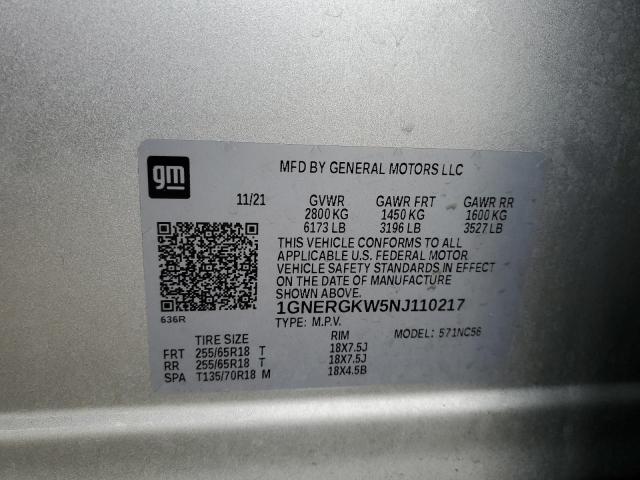 gm
MFD BY GENERAL MOTORS LLC
11/21 GVWR GAWR FRT GAWR RR
2800 KG 1450 KG 1600 KG
6173 LB 3196 LB 3527 LB
THIS VEHICLE CONFORMS TO ALL
APPLICABLE U.S. FEDERAL MOTOR
VEHICLE SAFETY STANDARDS IN EFFECT
ON THE DATE OF MANUFACTURE
SHOWN ABOVE.
1GNERGKW5NJ110217
636R
TYPE: M.P.V. MODEL: 571NC56
TIRE SIZE RIM
FRT 255/65R18 T 18X7.5J
RR 255/65R18 T 18X7.5J
SPA T135/70R18 M 18X4.5B